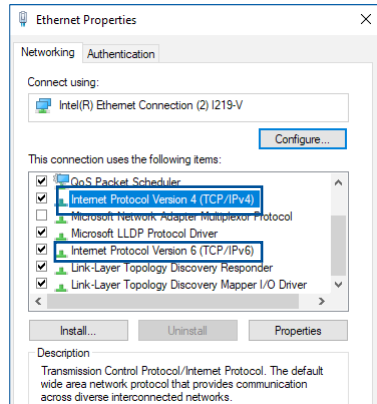 Ethernet Properties
Networking
Authentication
Connect using:
Intel(R) Ethernet Connection (2) I219-V
Configure...
This connection uses the following items:
QoS Packet Scheduler
Internet Protocol Version 4 (TCP/IPv4)
Microsoft Network Adapter Multiplexor Protocol
Microsoft LLDP Protocol Driver
Internet Protocol Version 6 (TCP/IPv6)
Link-Layer Topology Discovery Responder
Link-Layer Topology Discovery Mapper I/O Driver
Install...
Uninstall
Properties
Description
Transmission Control Protocol/Internet Protocol. The default
wide area network protocol that provides communication
across diverse interconnected networks.